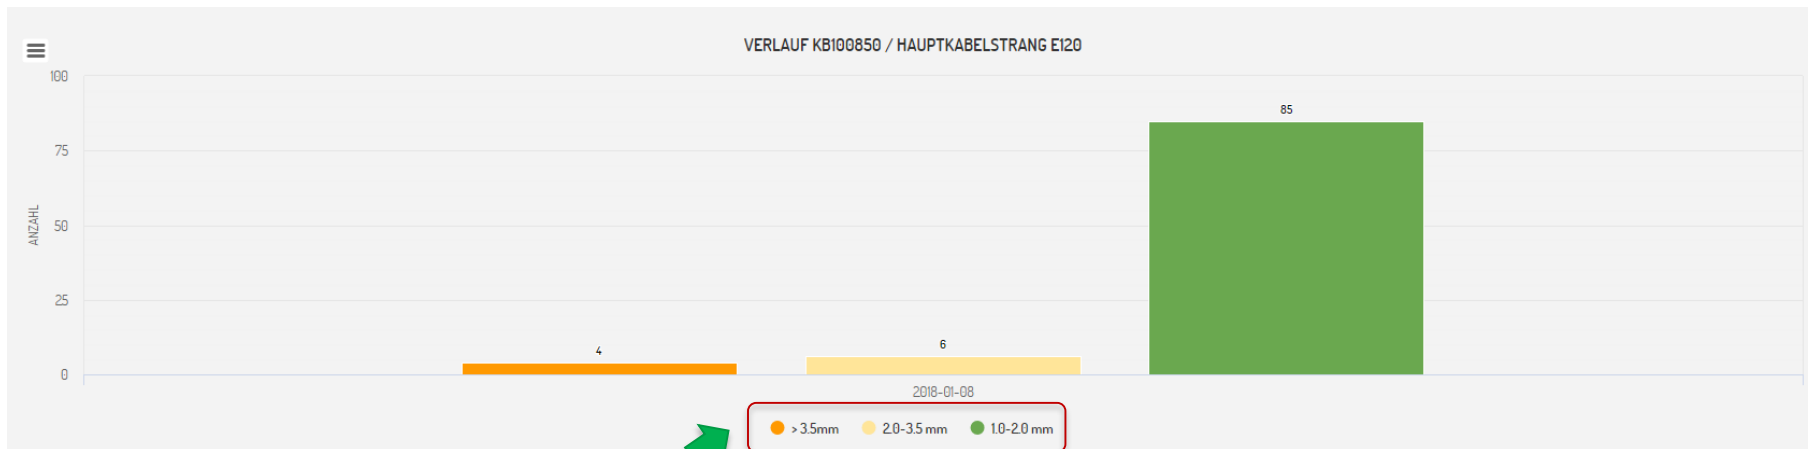 VERLAUF KB100850 / HAUPTKABELSTRANG E120
100
75
50
25
0
ANZAHL
4
6
85
2018-01-08
> 3.5mm
2.0-3.5 mm
1.0-2.0 mm